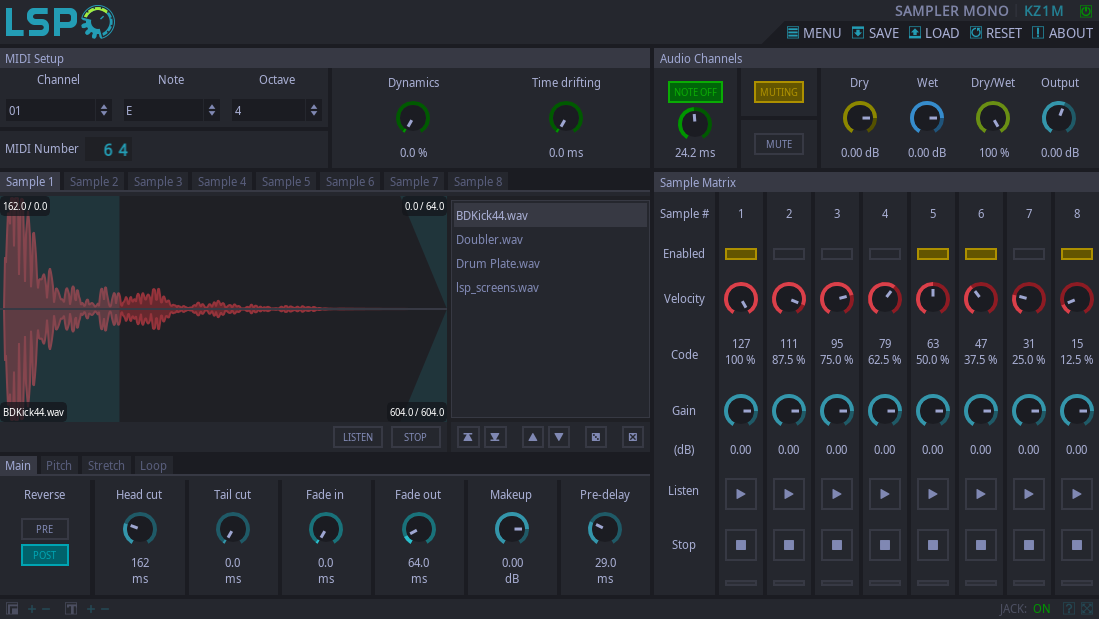 LSP
SAMPLER MONO KZ1M
MENU SAVE LOAD RESET ABOUT
MIDI Setup
Channel Note Octave
01 E 4
MIDI Number 64
Dynamics Time drifting
0.0 % 0.0 ms
Audio Channels
NOTE OFF MUTING
24.2 ms MUTE
Dry Wet Dry/Wet Output
0.00 dB 0.00 dB 100 % 0.00 dB
Sample 1 Sample 2 Sample 3 Sample 4 Sample 5 Sample 6 Sample 7 Sample 8
162.0 / 0.0 0.0 / 64.0
BDKick44.wav 604.0 / 604.0
BDKick44.wav
Doubler.wav
Drum Plate.wav
lsp_screens.wav
LISTEN STOP
Main Pitch Stretch Loop
Reverse Head cut Tail cut Fade in Fade out Makeup Pre-delay
PRE
POST
162 0.0 0.0 64.0 0.00 29.0
ms ms ms ms dB ms
Sample Matrix
Sample # 1 2 3 4 5 6 7 8
Enabled
Velocity
Code
127 111 95 79 63 47 31 15
100 % 87.5 % 75.0 % 62.5 % 50.0 % 37.5 % 25.0 % 12.5 %
Gain
(dB) 0.00 0.00 0.00 0.00 0.00 0.00 0.00 0.00
Listen
Stop
T
JACK: ON ?